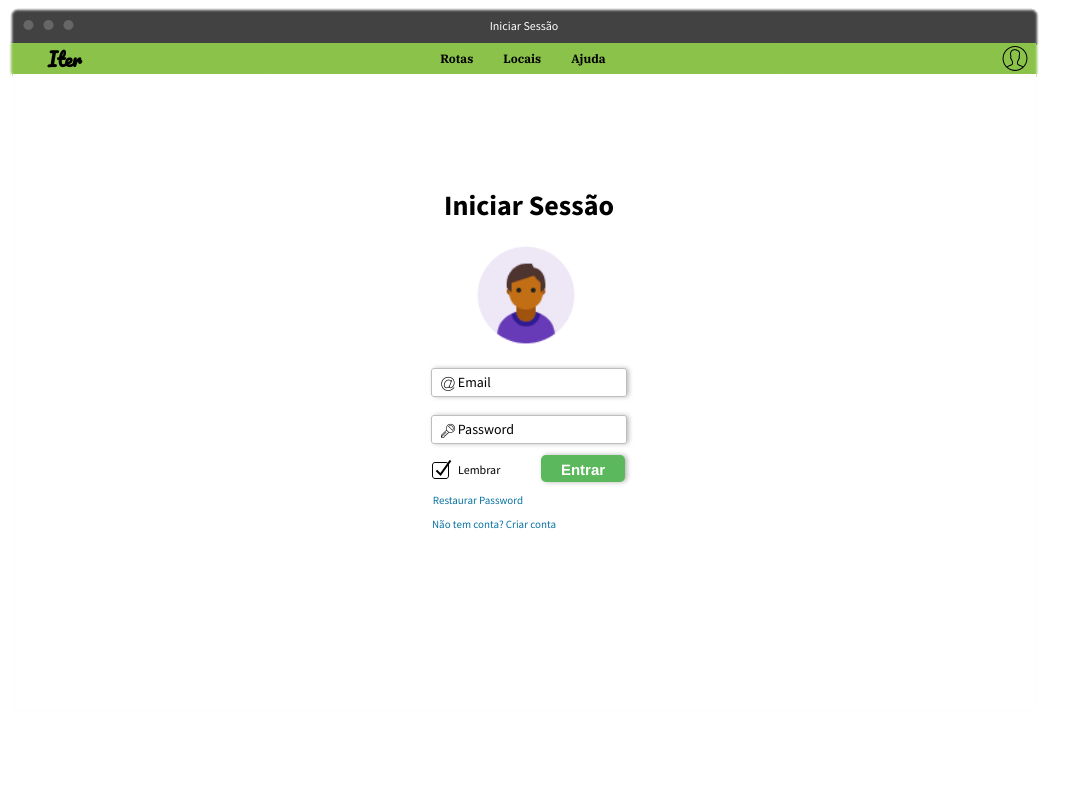 Iniciar Sessão
Iter
Rotas Locais Ajuda
Iniciar Sessão
@ Email
Password
Lembrar Entrar
Restaurar Password
Não tem conta? Criar conta